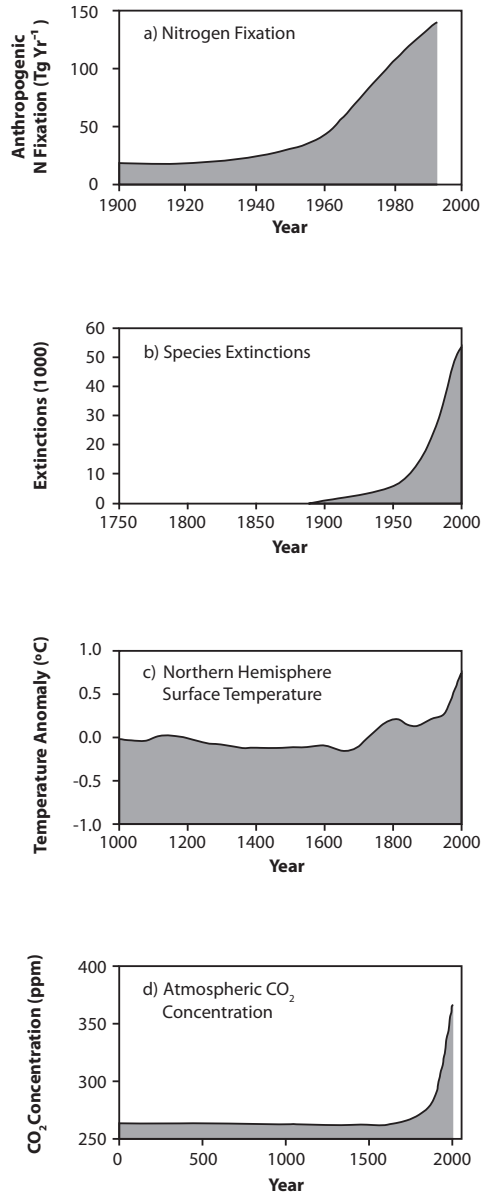 Anthropogenic
N Fixation (Tg Yr⁻¹ )
150
100
50
0
a) Nitrogen Fixation
1900 1920 1940 1960 1980 2000
Year
Extinctions (1000)
60
50
40
30
20
10
0
b) Species Extinctions
1750 1800 1850 1900 1950 2000
Year
Temperature Anomaly (ºC)
1.0
0.5
0.0
-0.5
-1.0
c) Northern Hemisphere
Surface Temperature
1000 1200 1400 1600 1800 2000
Year
CO₂ Concentration (ppm)
400
350
300
250
d) Atmospheric CO₂
Concentration
0 500 1000 1500 2000
Year